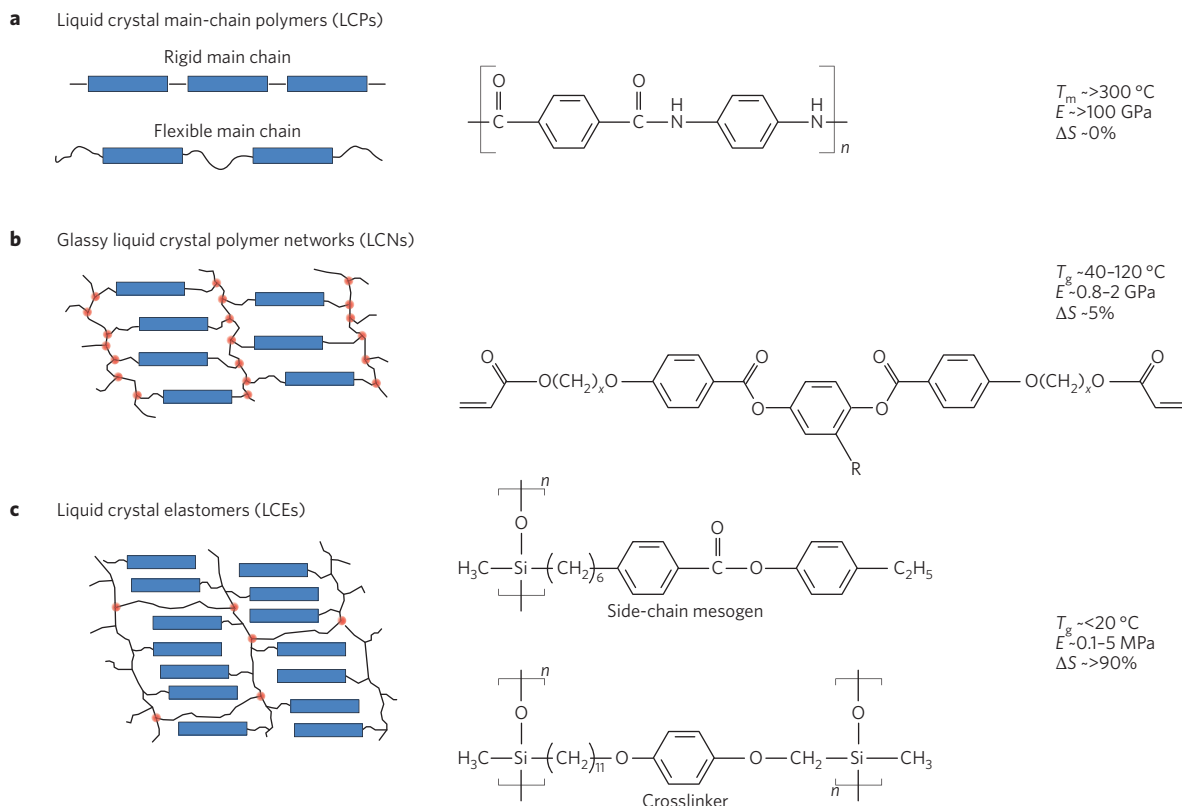 a Liquid crystal main-chain polymers (LCPs)
Rigid main chain
Flexible main chain
O
C
O
C
H
N
H
N
n
Tm ~>300 °C
E ~>100 GPa
ΔS ~0%
b Glassy liquid crystal polymer networks (LCNs)
Tg ~40–120 °C
E ~0.8–2 GPa
ΔS ~5%
O
O(CH2)xO
O
O
O
O
O(CH2)xO
O
R
c Liquid crystal elastomers (LCEs)
n
O
H3C Si (CH2)6
O
C O C2H5
Side-chain mesogen
Tg ~<20 °C
E ~0.1–5 MPa
ΔS ~>90%
n
O
O
H3C Si (CH2)11 O O CH2 Si CH3
n
Crosslinker